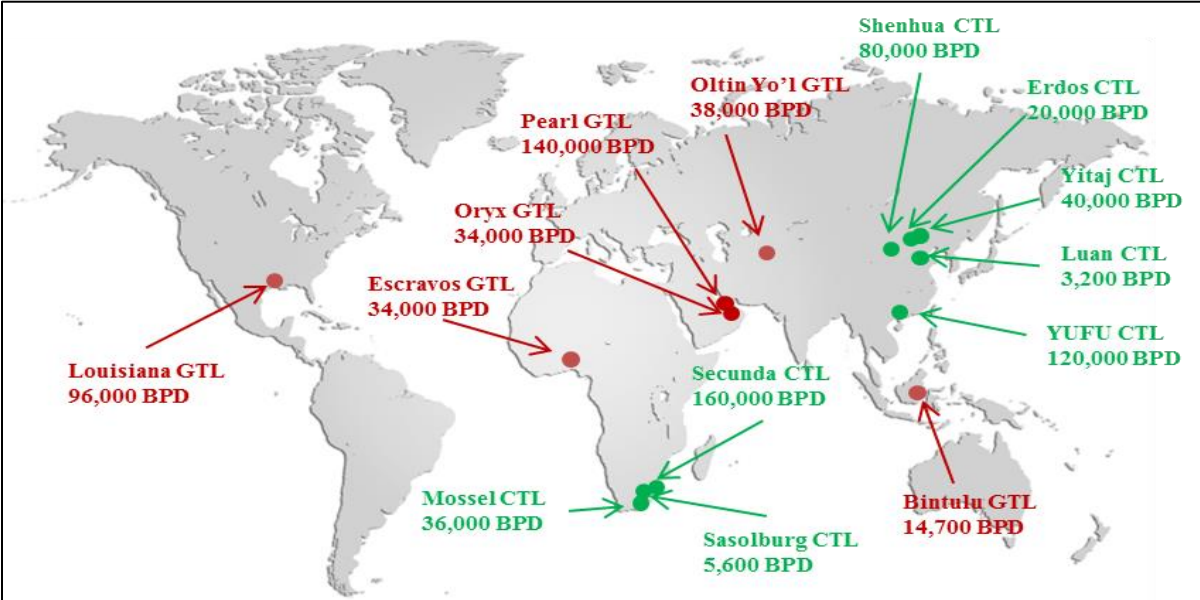 Shenhua CTL
80,000 BPD
Oltin Yo’l GTL
38,000 BPD
Erdos CTL
20,000 BPD
Pearl GTL
140,000 BPD
Yitaj CTL
40,000 BPD
Oryx GTL
34,000 BPD
Luan CTL
3,200 BPD
Escravos GTL
34,000 BPD
YUFU CTL
120,000 BPD
Louisiana GTL
96,000 BPD
Secunda CTL
160,000 BPD
Mossel CTL
36,000 BPD
Bintulu GTL
14,700 BPD
Sasolburg CTL
5,600 BPD